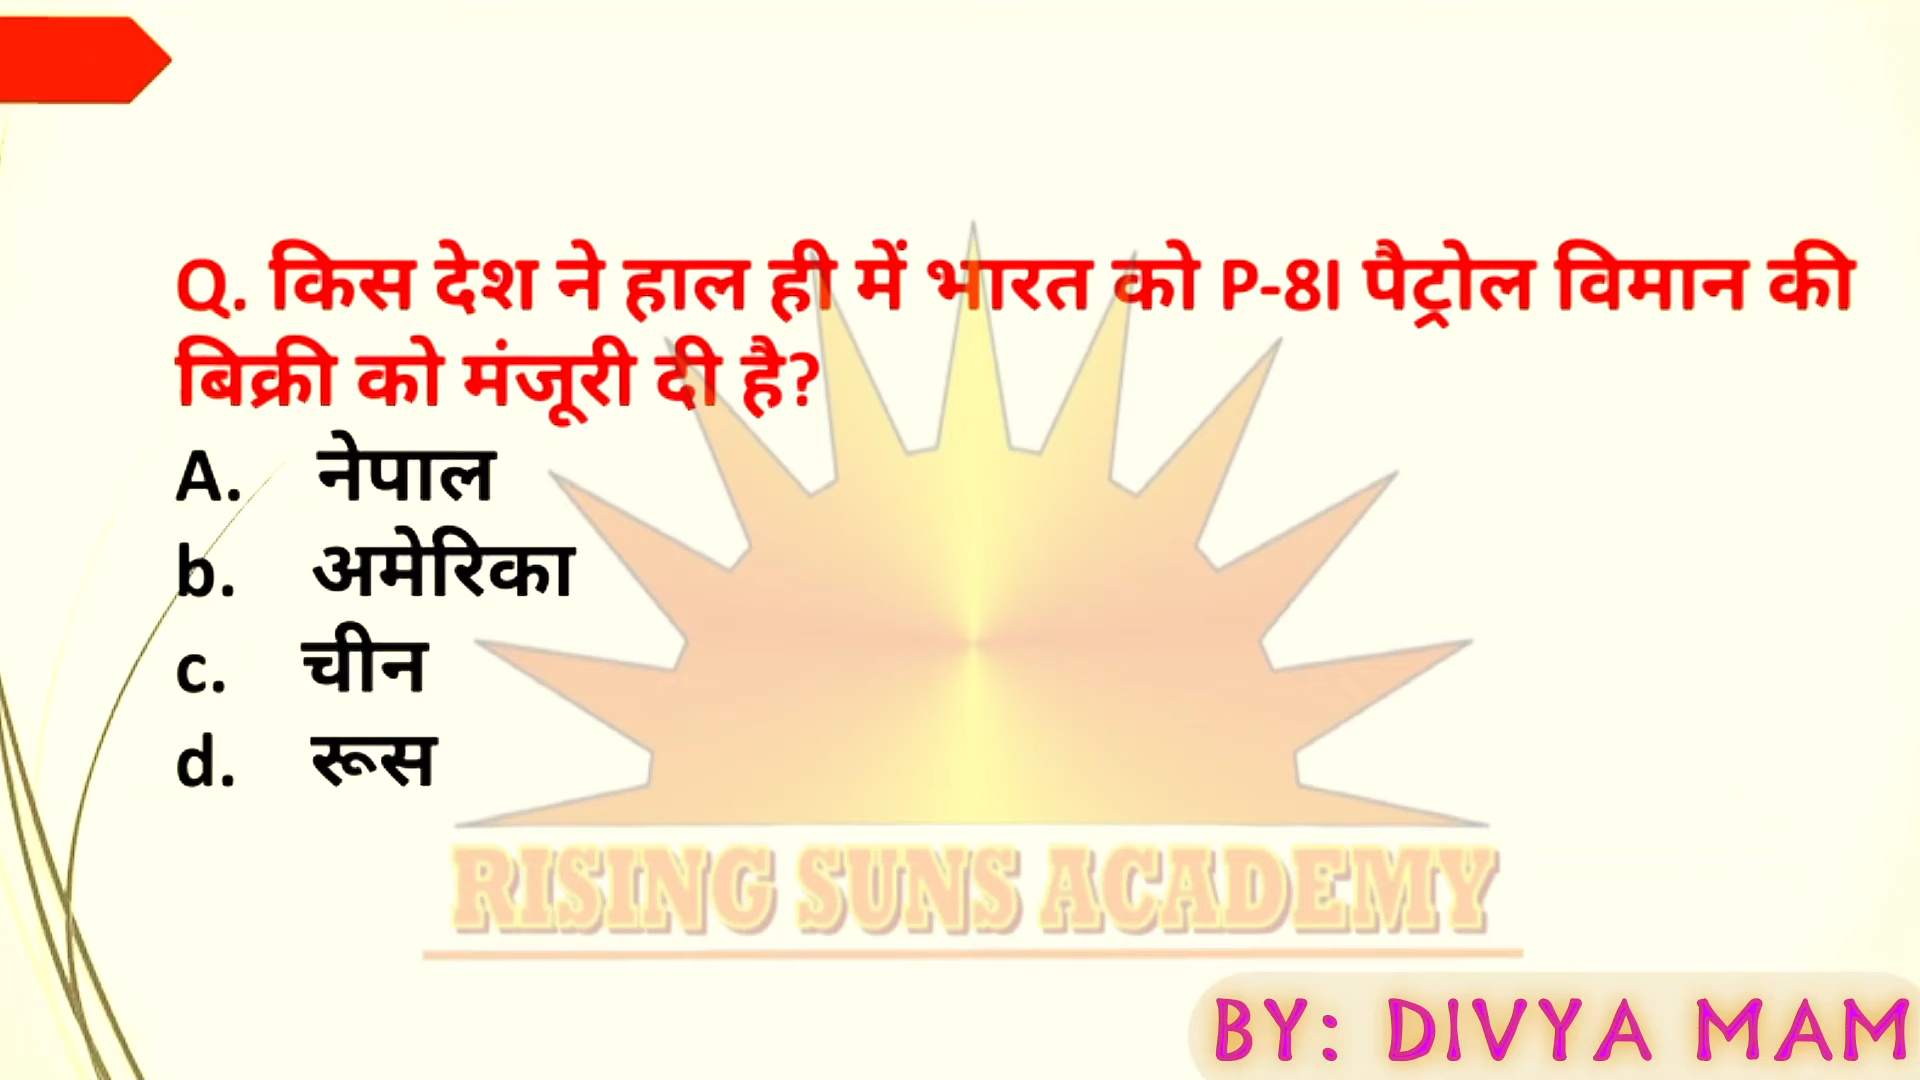 Q. किस देश ने हाल ही में भारत को P-8I पैट्रोल विमान की
बिक्री को मंजूरी दी है?
A. नेपाल
b. अमेरिका
c. चीन
d. रूस
RISING SUNS ACADEMY
BY: DIVYA MAM